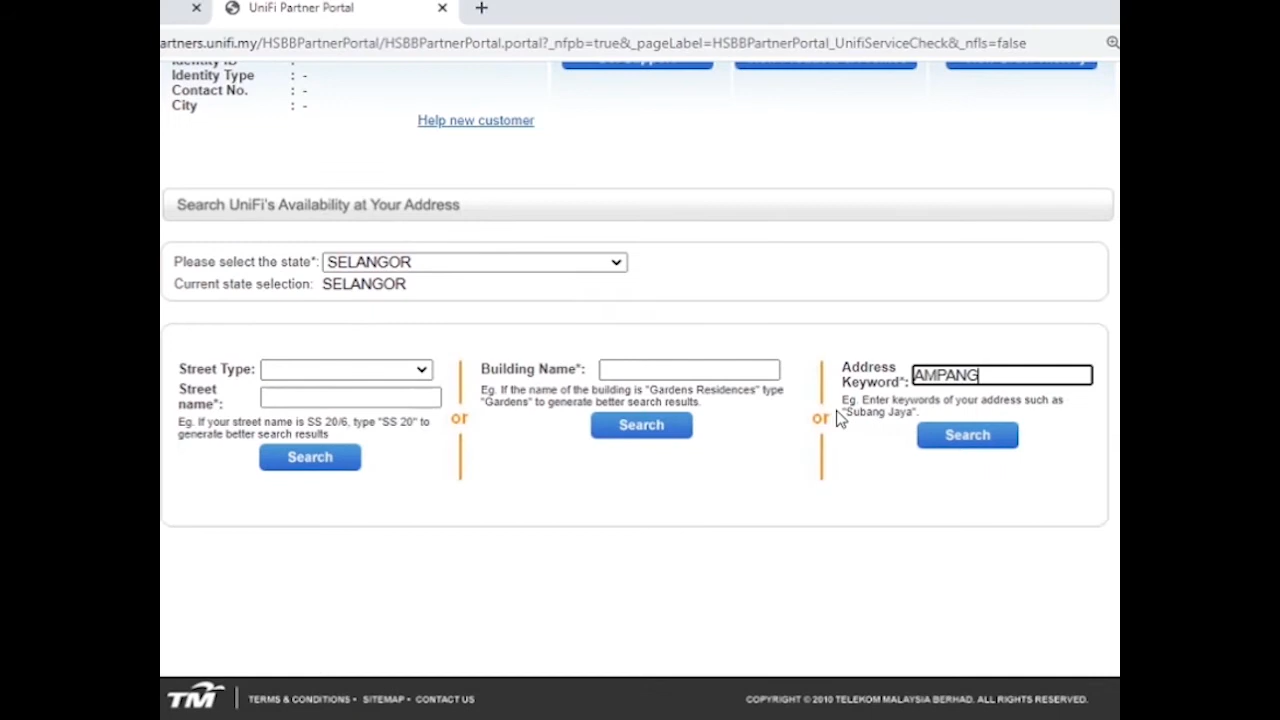 UniFi Partner Portal
artners.unifi.my/HSBBPartnerPortal/HSBBPartnerPortal.portal?_nfpb=true&_pageLabel=HSBBPartnerPortal_UnifiServiceCheck&_nfls=false
Identity ID :
Identity Type : -
Contact No. : -
City : -
Help new customer
Search UniFi's Availability at Your Address
Please select the state*: SELANGOR
Current state selection: SELANGOR
Street Type:
Street
name*:
Eg. If your street name is SS 20/6, type "SS 20" to
generate better search results
Search
or
Building Name*:
Eg. If the name of the building is "Gardens Residences" type
"Gardens" to generate better search results.
Search
or
Address
Keyword*: AMPANG
Eg. Enter keywords of your address such as
"Subang Jaya".
Search
TM
TERMS & CONDITIONS • SITEMAP • CONTACT US
COPYRIGHT © 2010 TELEKOM MALAYSIA BERHAD. ALL RIGHTS RESERVED.